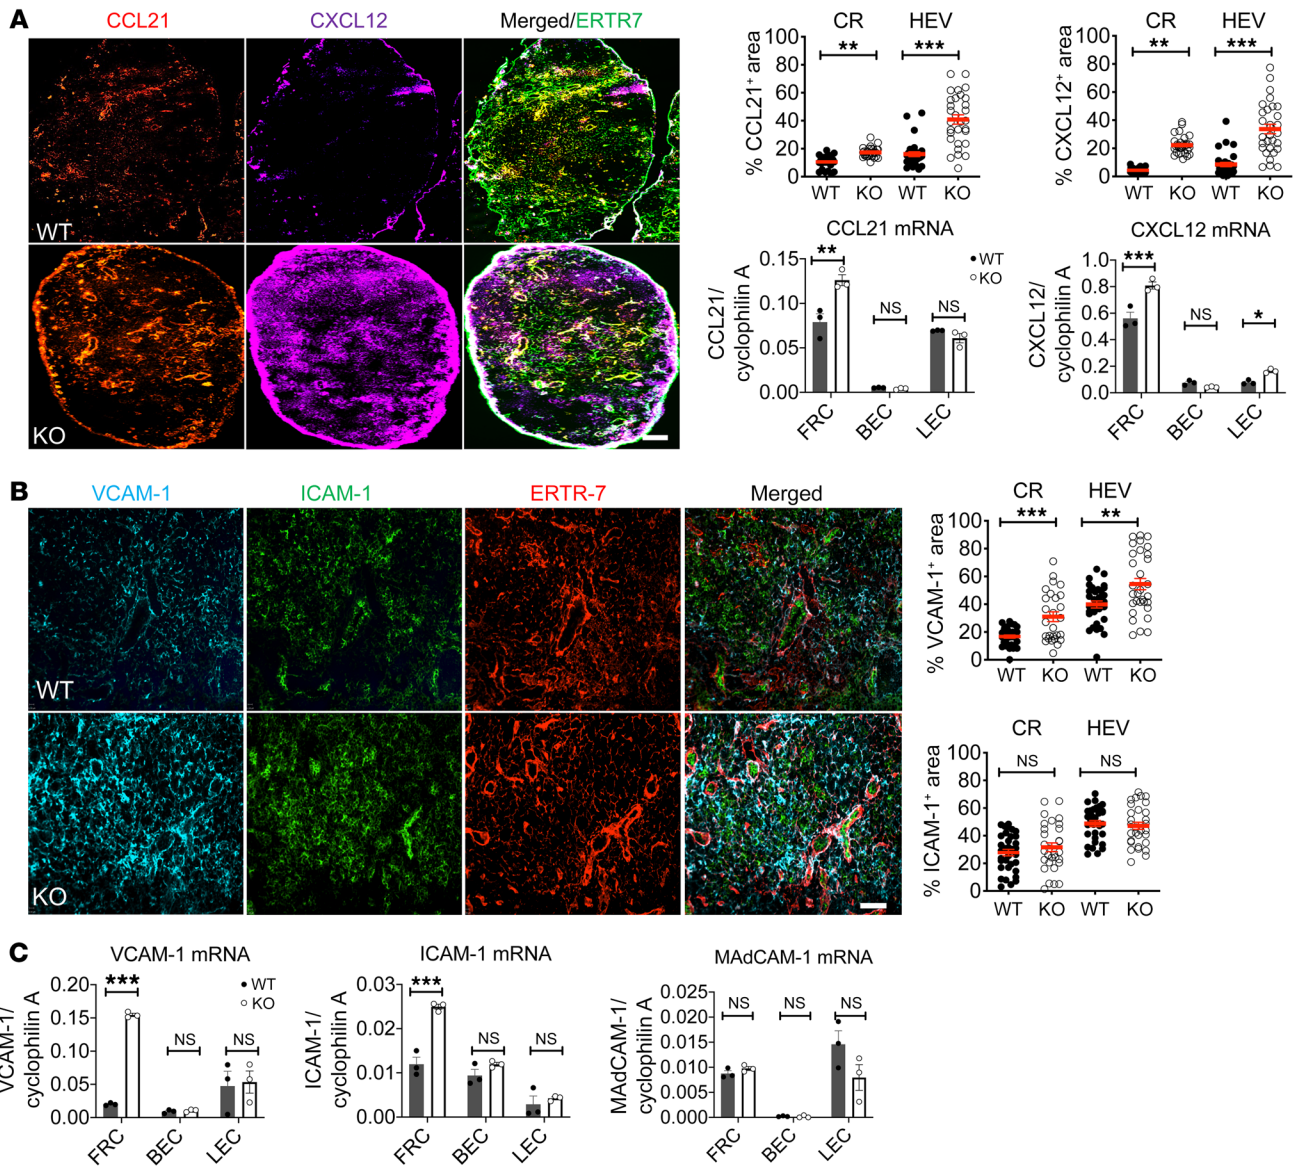 A
CCL21
CXCL12
Merged/ERTR7
WT
KO
CR
HEV
% CCL21+ area
100
80
60
40
20
0
**
***
WT
KO
WT
KO
CR
HEV
% CXCL12+ area
100
80
60
40
20
0
**
***
WT
KO
WT
KO
CCL21 mRNA
CCL21/
cyclophilin A
0.15
0.10
0.05
0.00
**
NS
NS
WT
KO
FRC
BEC
LEC
CXCL12 mRNA
CXCL12/
cyclophilin A
1.0
0.8
0.6
0.4
0.2
0.0
***
NS
*
FRC
BEC
LEC
B
VCAM-1
ICAM-1
ERTR-7
Merged
WT
KO
CR
HEV
% VCAM-1+ area
100
80
60
40
20
0
***
**
WT
KO
WT
KO
CR
HEV
% ICAM-1+ area
100
80
60
40
20
0
NS
NS
WT
KO
WT
KO
C
VCAM-1 mRNA
VCAM-1/
cyclophilin A
0.20
0.15
0.10
0.05
0.00
***
NS
NS
WT
KO
FRC
BEC
LEC
ICAM-1 mRNA
ICAM-1/
cyclophilin A
0.03
0.02
0.01
0.00
***
NS
NS
FRC
BEC
LEC
MAdCAM-1 mRNA
MAdCAM-1/
cyclophilin A
0.025
0.020
0.015
0.010
0.005
0.000
NS
NS
NS
FRC
BEC
LEC